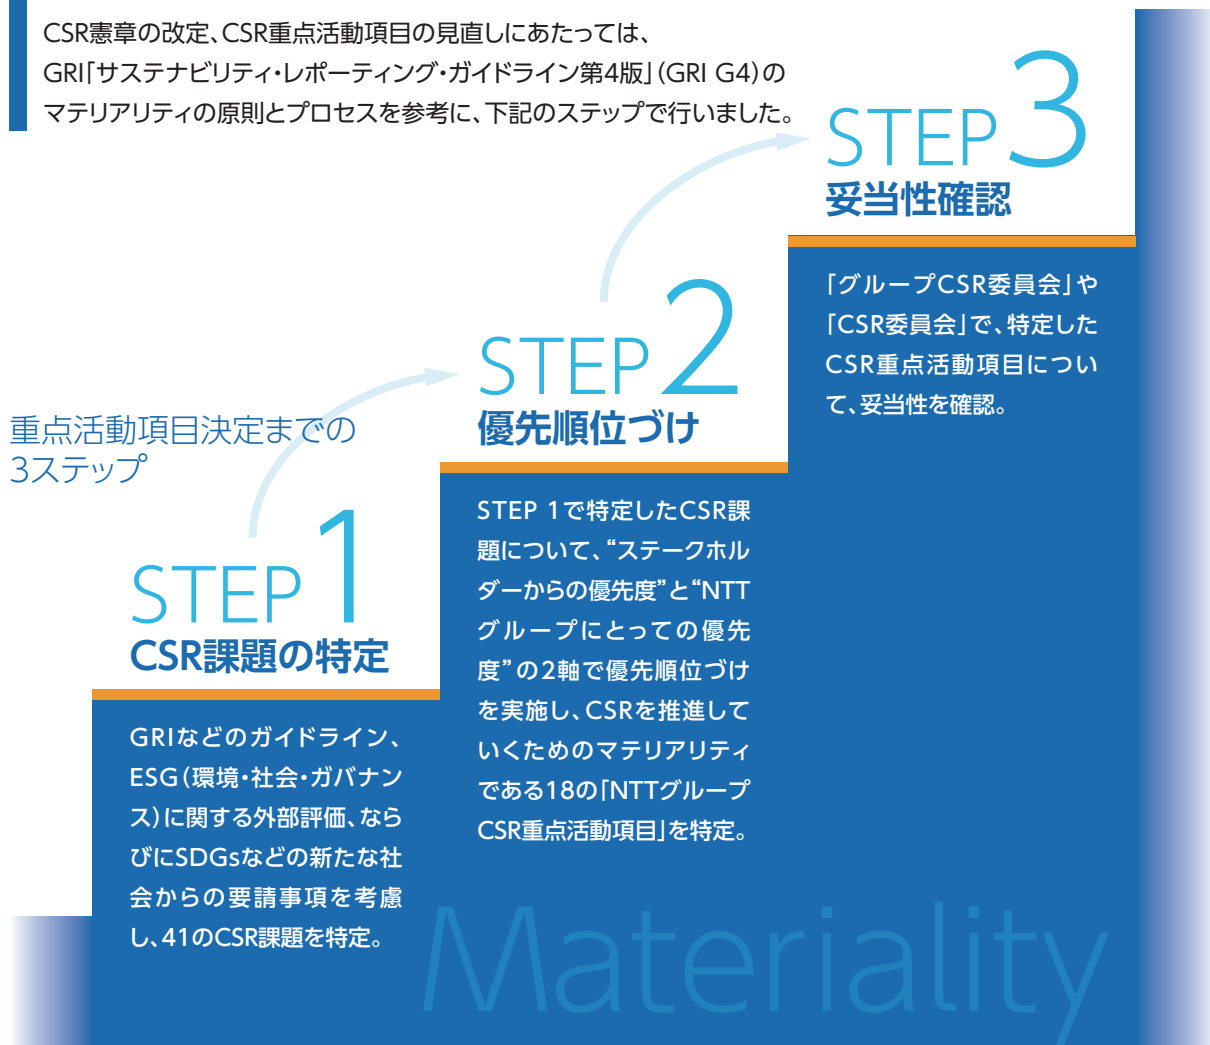 CSR憲章の改定、CSR重点活動項目の見直しにあたっては、
GRI「サステナビリティ・レポーティング・ガイドライン第4版」（GRI G4）の
マテリアリティの原則とプロセスを参考に、下記のステップで行いました。
重点活動項目決定までの
3ステップ
STEP 1
CSR課題の特定
GRIなどのガイドライン、
ESG（環境・社会・ガバナン
ス）に関する外部評価、なら
びにSDGsなどの新たな社
会からの要請事項を考慮
し、41のCSR課題を特定。
STEP 2
優先順位づけ
STEP 1で特定したCSR課
題について、“ステークホル
ダーからの優先度”と“NTT
グループにとっての優先
度”の2軸で優先順位づけ
を実施し、CSRを推進して
いくためのマテリアリティ
である18の「NTTグループ
CSR重点活動項目」を特定。
STEP 3
妥当性確認
「グループCSR委員会」や
「CSR委員会」で、特定した
CSR重点活動項目につい
て、妥当性を確認。
Materiality